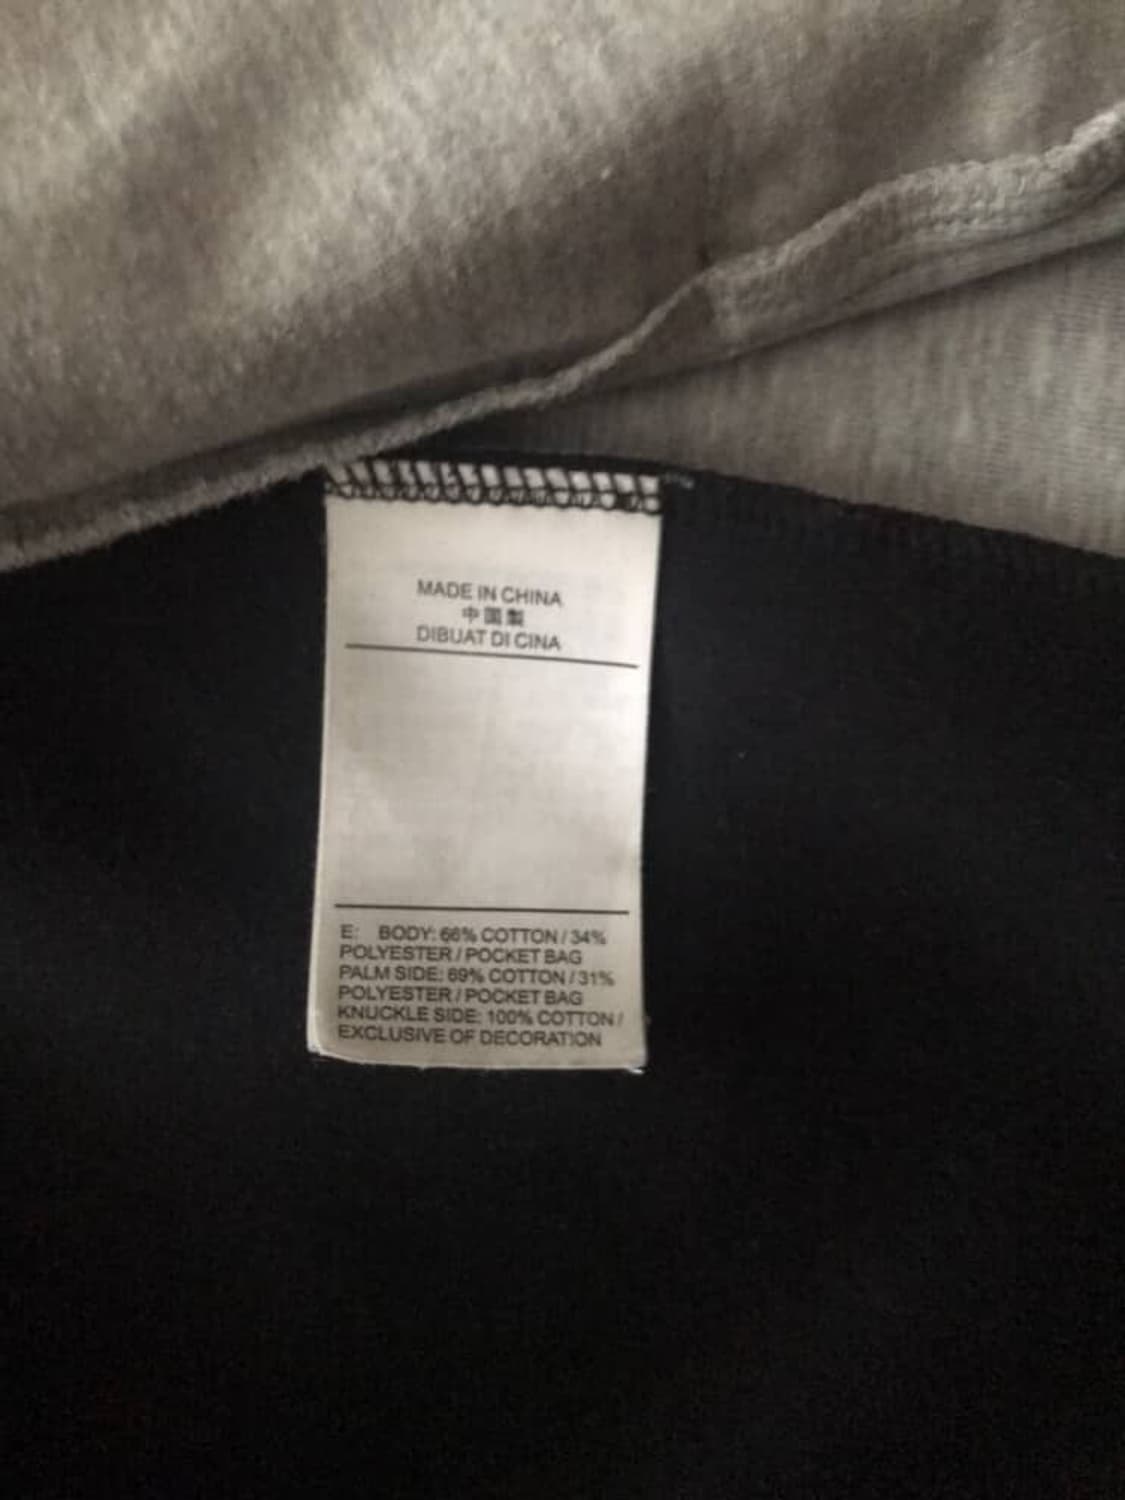 MADE IN CHINA
中国製
DIBUAT DI CINA
E: BODY: 66% COTTON / 34%
POLYESTER / POCKET BAG
PALM SIDE: 69% COTTON / 31%
POLYESTER / POCKET BAG
KNUCKLE SIDE: 100% COTTON /
EXCLUSIVE OF DECORATION